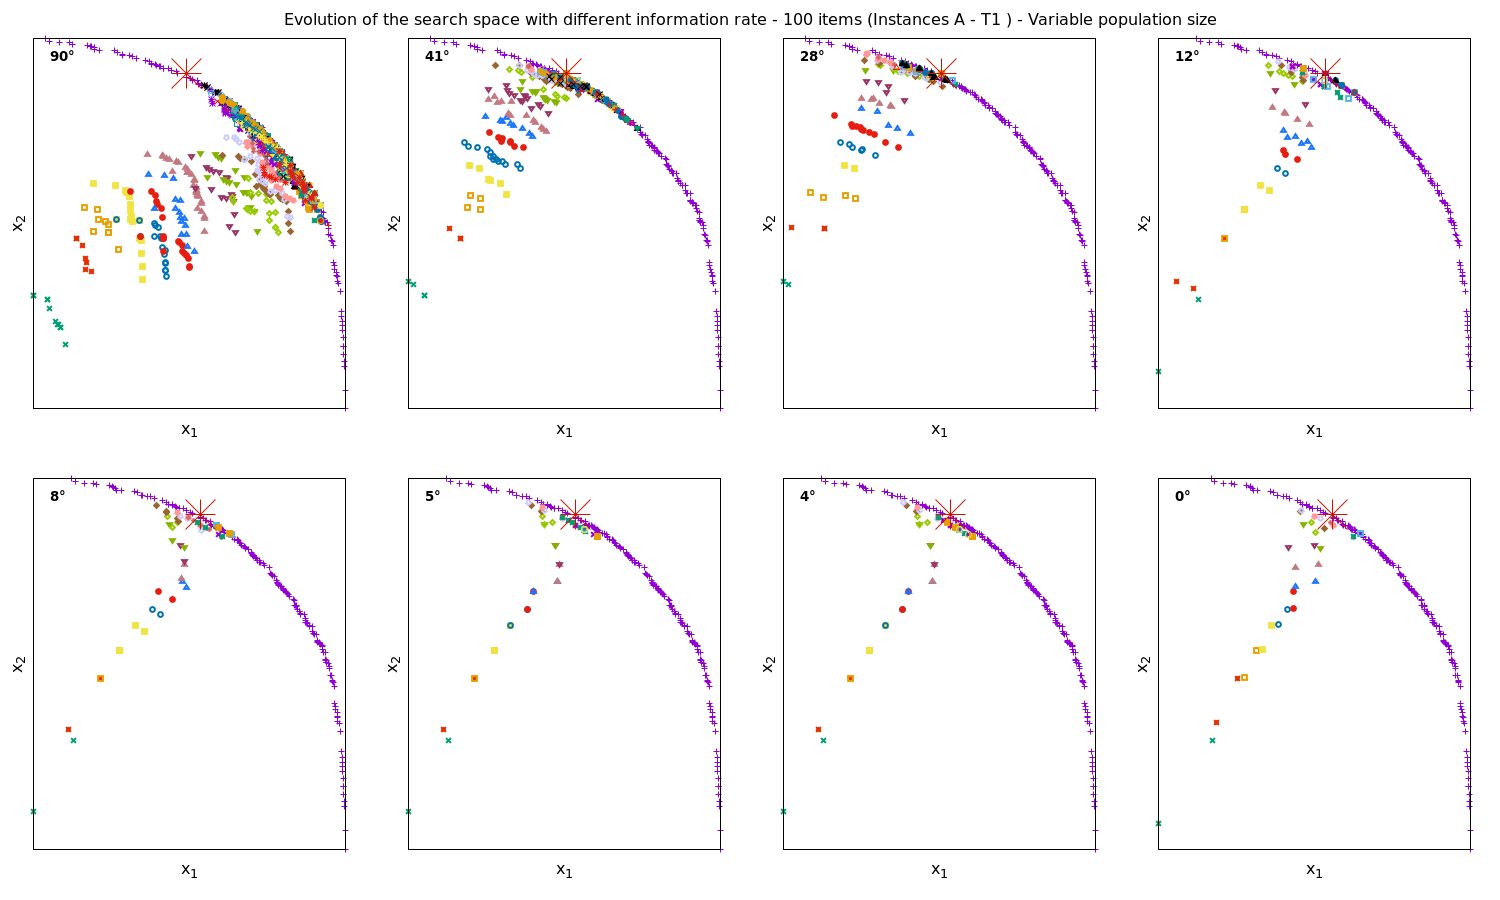 Evolution of the search space with different information rate - 100 items (Instances A - T1 ) - Variable population size
90°
41°
28°
12°
x2
x2
x2
x2
x1
x1
x1
x1
8°
5°
4°
0°
x2
x2
x2
x2
x1
x1
x1
x1